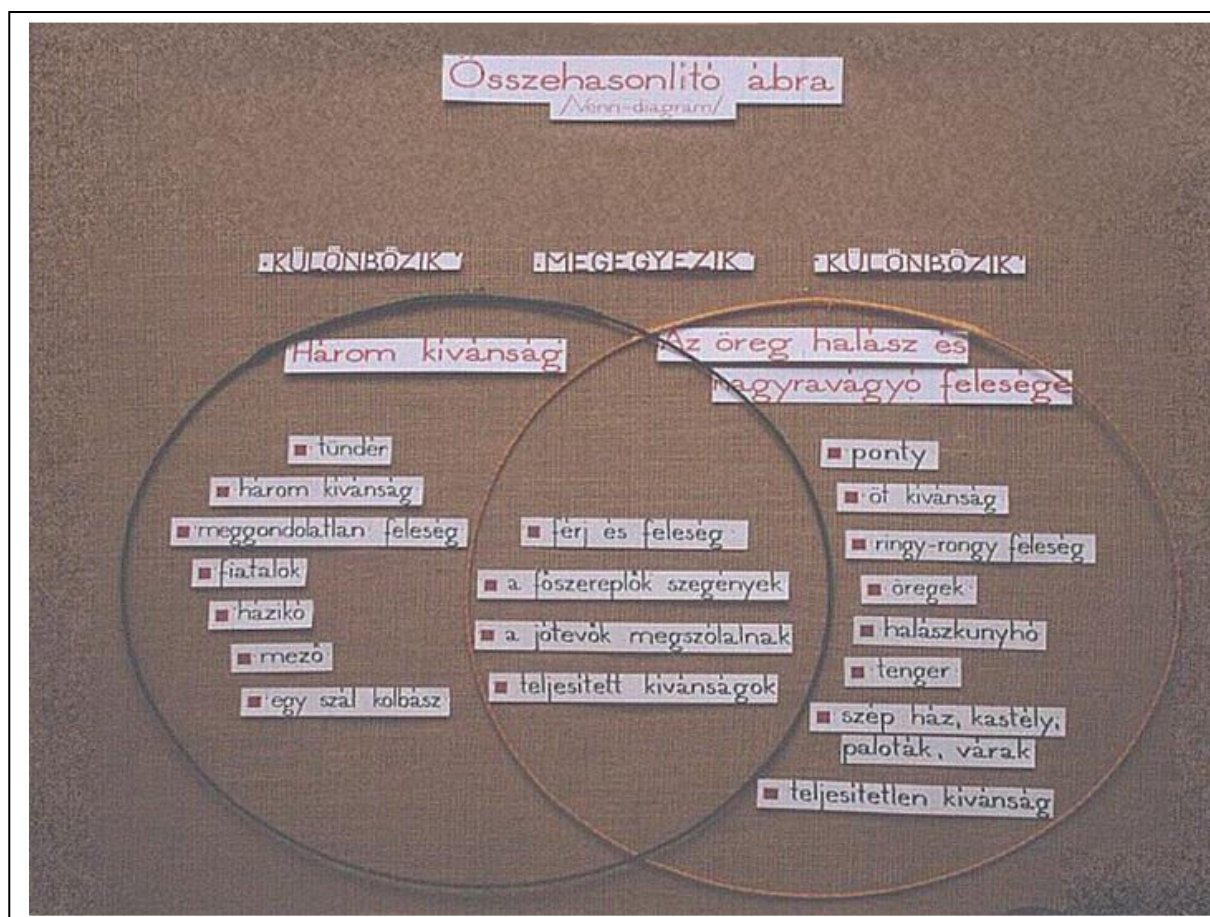 Összehasonlító ábra
/Venn-diagram/
KÜLÖNBÖZIK
MEGEGYEZIK
KÜLÖNBÖZIK
Három kívánság
tündér
három kívánság
meggondolatlan feleség
fiatalok
házikó
mező
egy szál kolbász
férj és feleség
a főszereplők szegények
a jótevők megszólalnak
teljesített kívánságok
Az öreg halász és
nagyravágyó felesége
ponty
öt kívánság
ringy-rongy feleség
öregek
halászkunyhó
tenger
szép ház, kastély,
paloták, várak
teljesítetlen kívánság